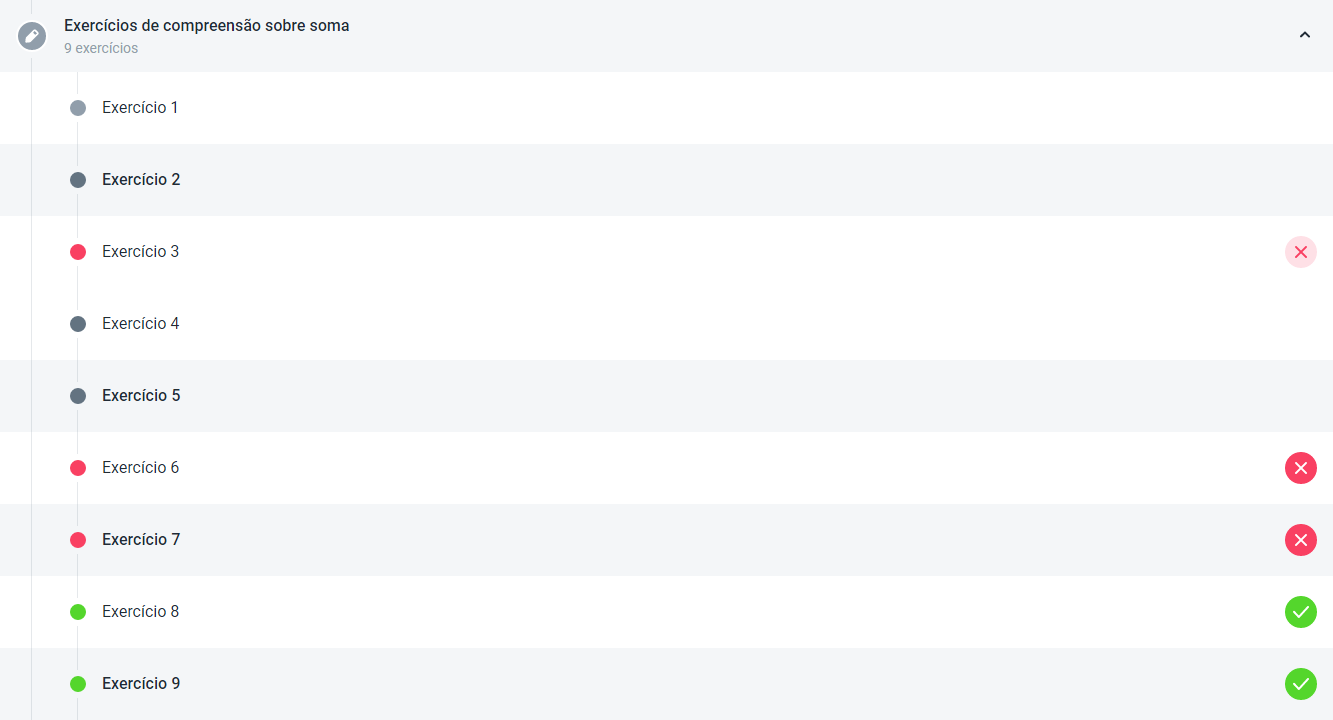 Exercícios de compreensão sobre soma
9 exercícios
Exercício 1
Exercício 2
Exercício 3
Exercício 4
Exercício 5
Exercício 6
Exercício 7
Exercício 8
Exercício 9